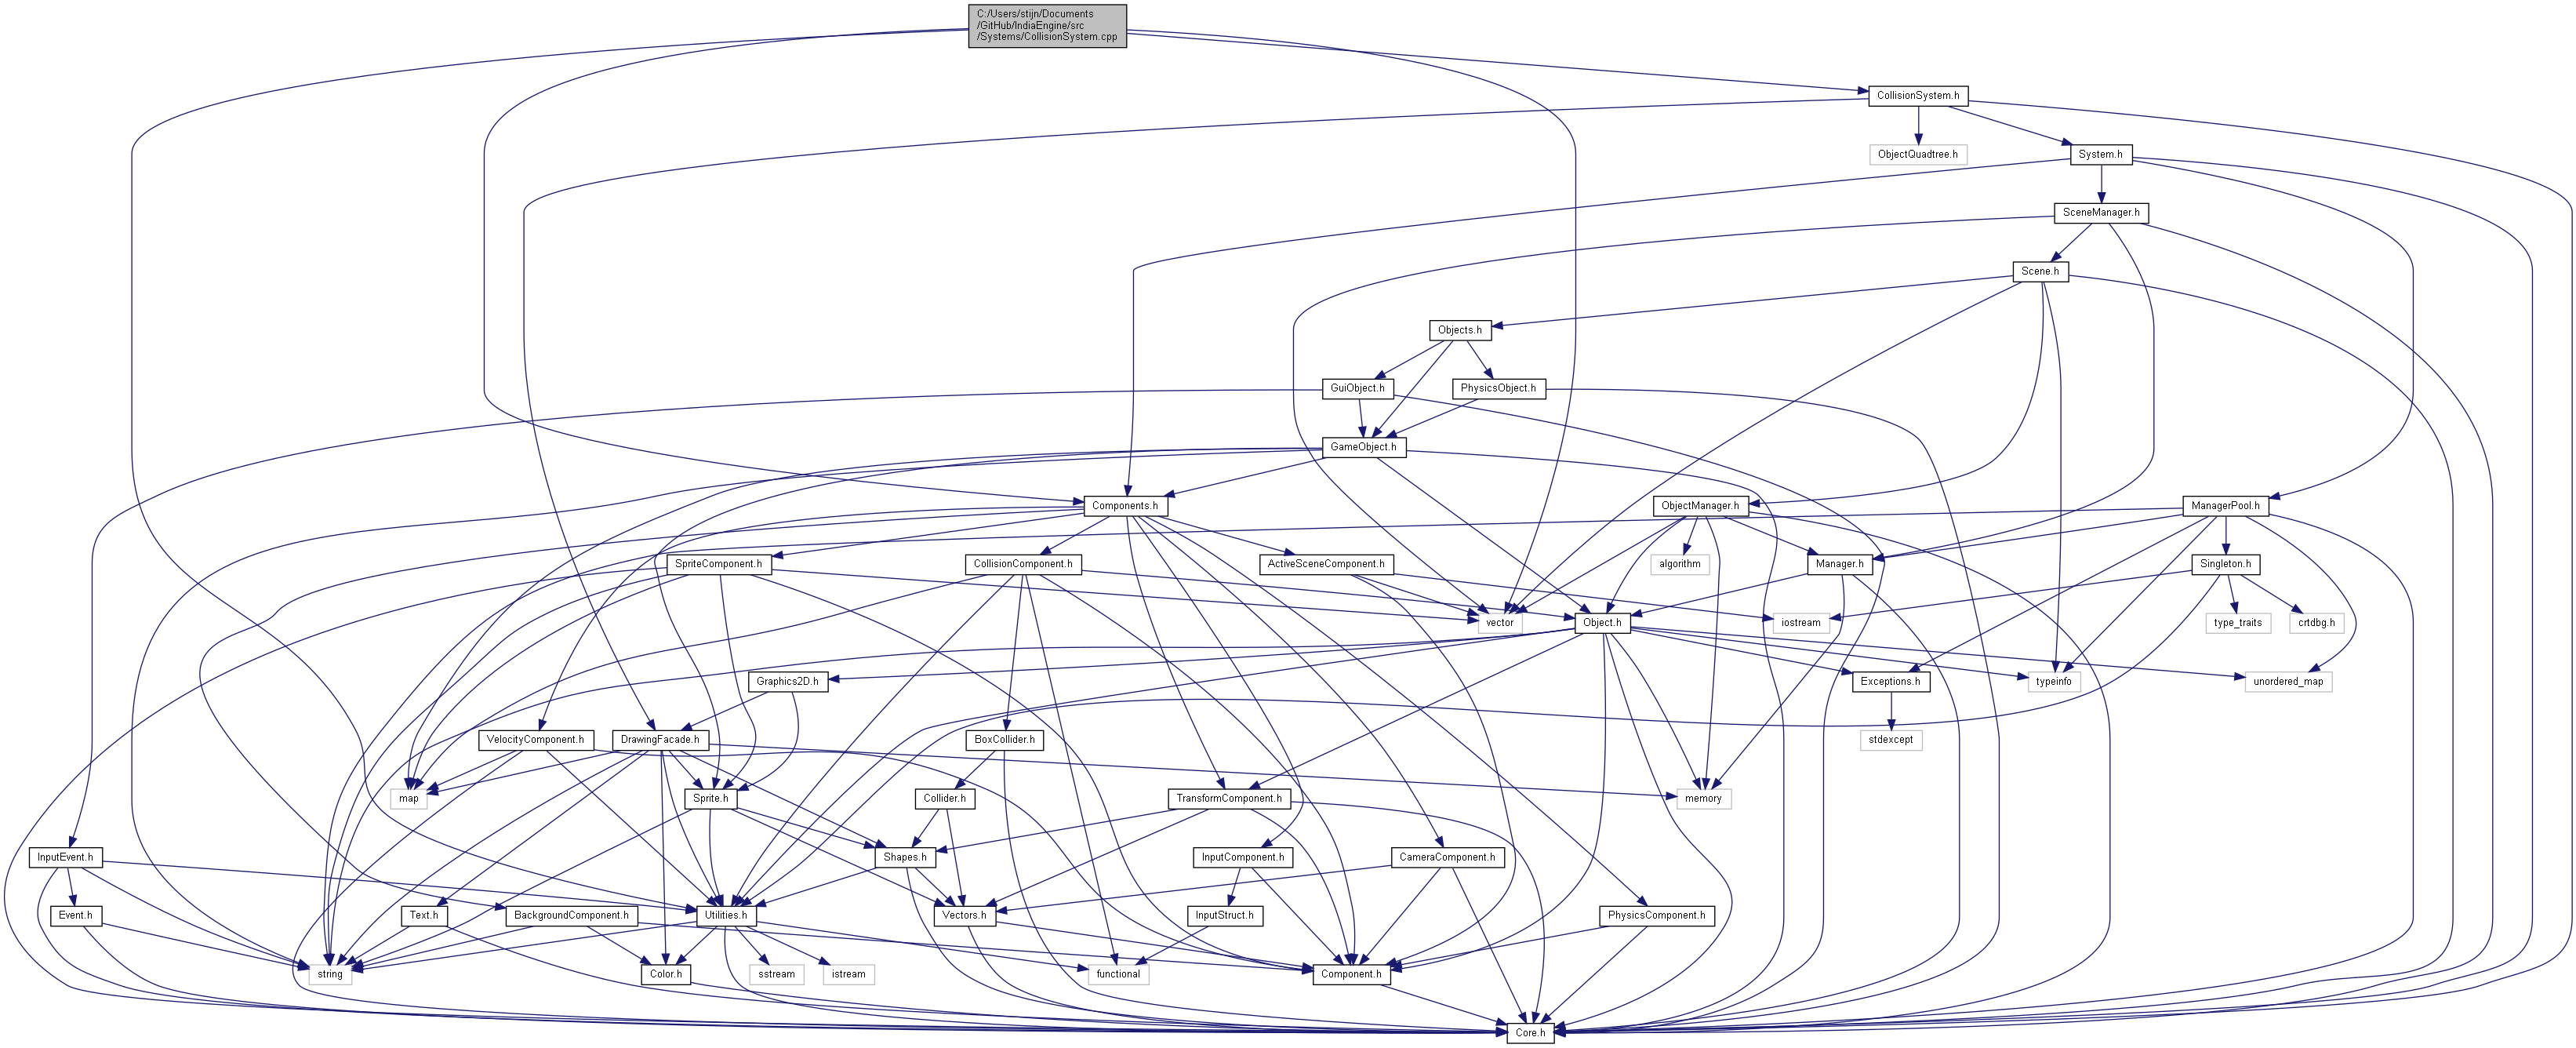 C:/Users/stijn/Documents
/GitHub/IndiaEngine/src
/Systems/CollisionSystem.cpp
CollisionSystem.h
ObjectQuadtree.h
System.h
SceneManager.h
Scene.h
Objects.h
GuiObject.h
PhysicsObject.h
GameObject.h
Components.h
ObjectManager.h
ManagerPool.h
SpriteComponent.h
CollisionComponent.h
ActiveSceneComponent.h
algorithm
Manager.h
Singleton.h
vector
Object.h
iostream
type_traits
crtdbg.h
Graphics2D.h
Exceptions.h
typeinfo
unordered_map
VelocityComponent.h
DrawingFacade.h
BoxCollider.h
stdexcept
map
Sprite.h
Collider.h
TransformComponent.h
memory
InputEvent.h
Shapes.h
InputComponent.h
CameraComponent.h
Event.h
Text.h
BackgroundComponent.h
Utilities.h
Vectors.h
InputStruct.h
PhysicsComponent.h
string
Color.h
sstream
istream
functional
Component.h
Core.h